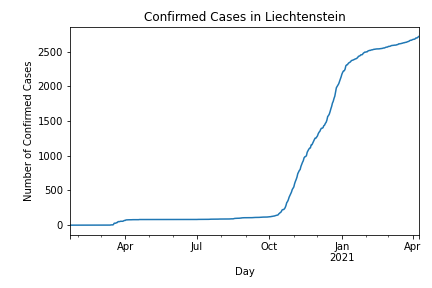 Confirmed Cases in Liechtenstein
Number of Confirmed Cases
2500
2000
1500
1000
500
0
Apr Jul Oct Jan Apr
2021
Day